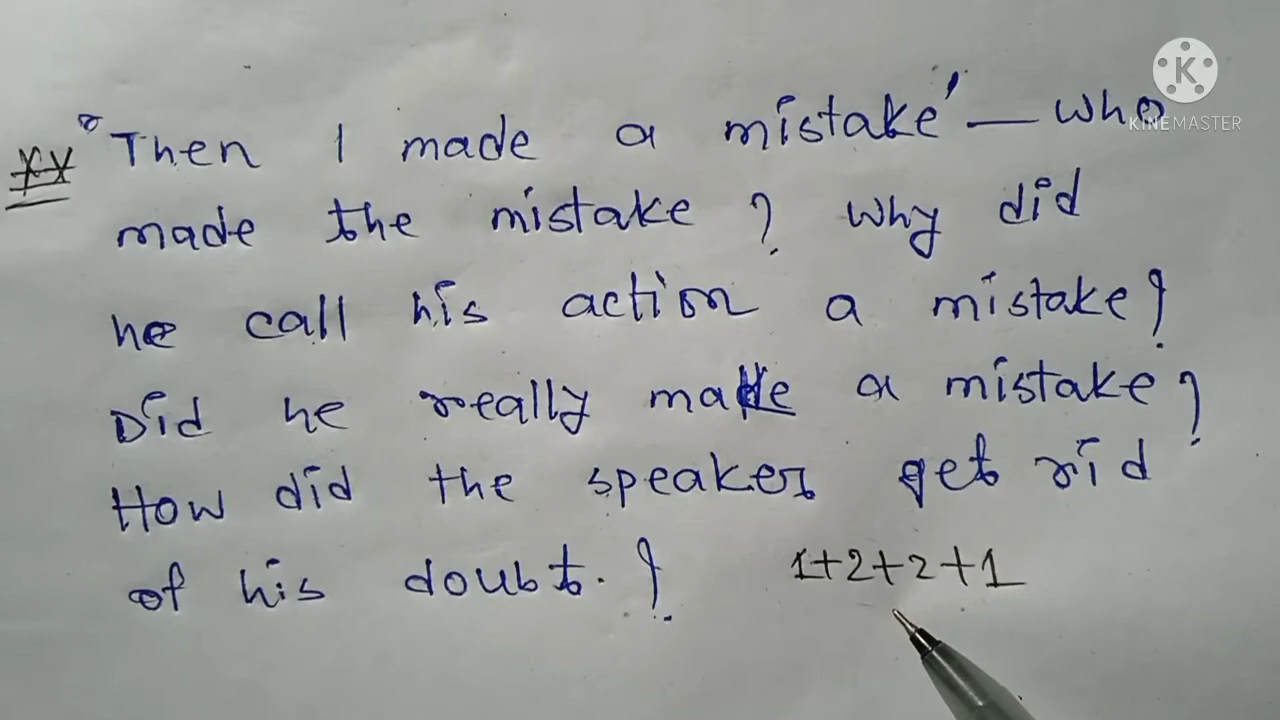 xx "Then I made a mistake' — who
made the mistake ? Why did
he call his action a mistake?
Did he really make a mistake?
How did the speaker get rid
of his doubt. ? 1+2+2+1
K
KINEMASTER